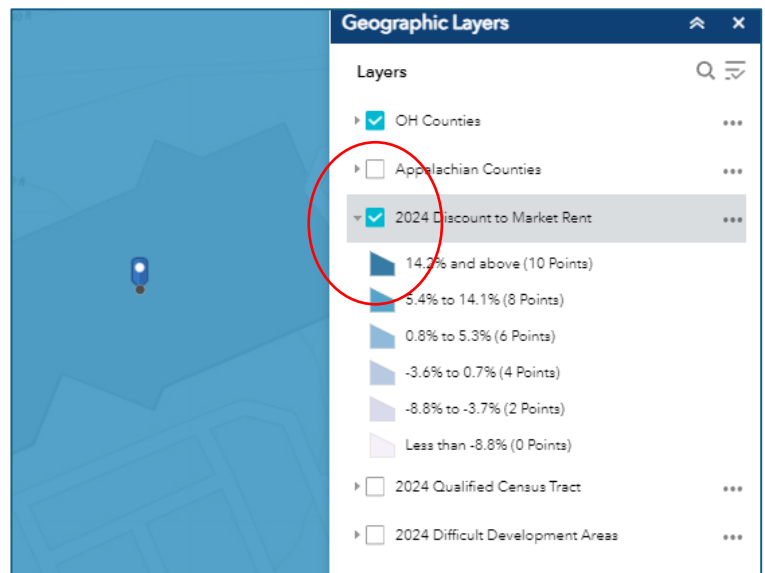 Geographic Layers
Layers
OH Counties
Appalachian Counties
2024 Discount to Market Rent
14.2% and above (10 Points)
5.4% to 14.1% (8 Points)
0.8% to 5.3% (6 Points)
-3.6% to 0.7% (4 Points)
-8.8% to -3.7% (2 Points)
Less than -8.8% (0 Points)
2024 Qualified Census Tract
2024 Difficult Development Areas